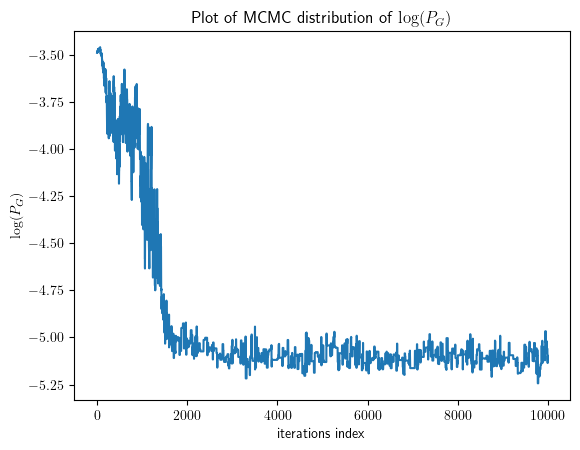 Plot of MCMC distribution of log(P_G)
−3.50
−3.75
−4.00
−4.25
−4.50
−4.75
−5.00
−5.25
log(P_G)
0 2000 4000 6000 8000 10000
iterations index